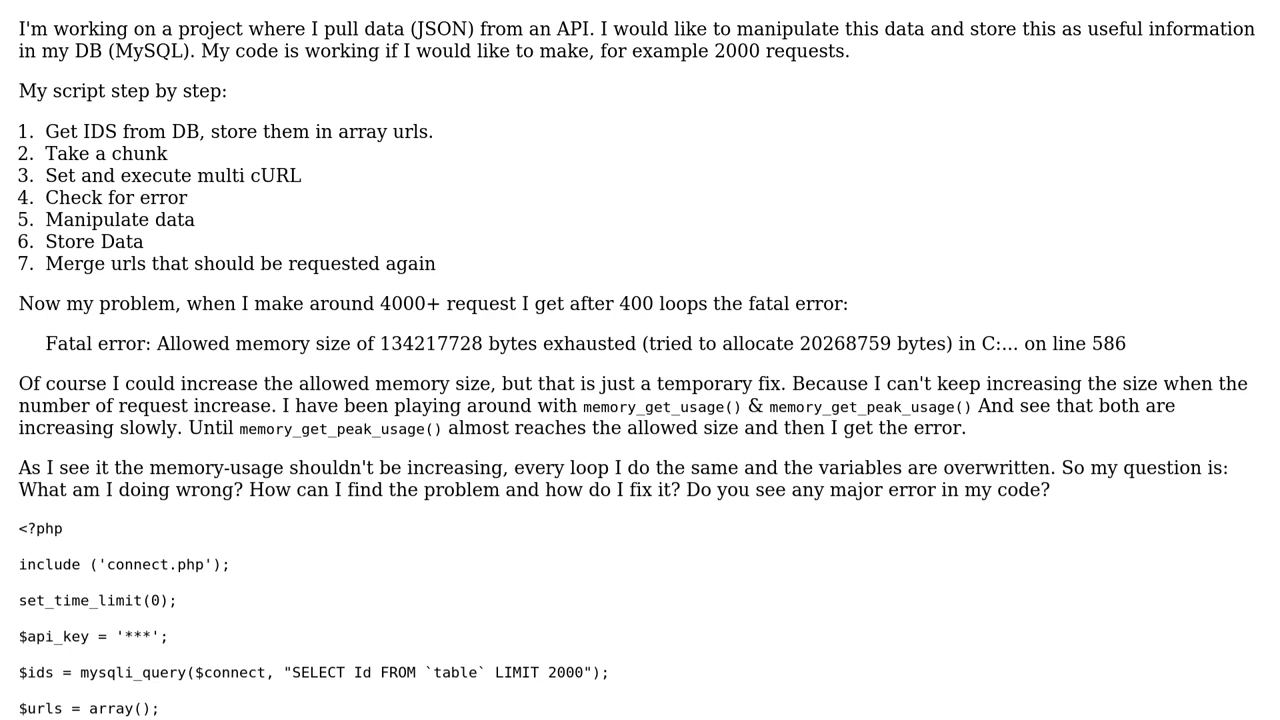 I'm working on a project where I pull data (JSON) from an API. I would like to manipulate this data and store this as useful information
in my DB (MySQL). My code is working if I would like to make, for example 2000 requests.
My script step by step:
1. Get IDS from DB, store them in array urls.
2. Take a chunk
3. Set and execute multi cURL
4. Check for error
5. Manipulate data
6. Store Data
7. Merge urls that should be requested again
Now my problem, when I make around 4000+ request I get after 400 loops the fatal error:
Fatal error: Allowed memory size of 134217728 bytes exhausted (tried to allocate 20268759 bytes) in C:... on line 586
Of course I could increase the allowed memory size, but that is just a temporary fix. Because I can't keep increasing the size when the
number of request increase. I have been playing around with memory_get_usage() & memory_get_peak_usage() And see that both are
increasing slowly. Until memory_get_peak_usage() almost reaches the allowed size and then I get the error.
As I see it the memory-usage shouldn't be increasing, every loop I do the same and the variables are overwritten. So my question is:
What am I doing wrong? How can I find the problem and how do I fix it? Do you see any major error in my code?
<?php
include ('connect.php');
set_time_limit(0);
$api_key = '***';
$ids = mysqli_query($connect, "SELECT Id FROM `table` LIMIT 2000");
$urls = array();